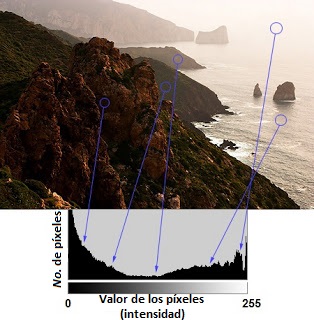 No. de píxeles
0
255
Valor de los píxeles
(intensidad)